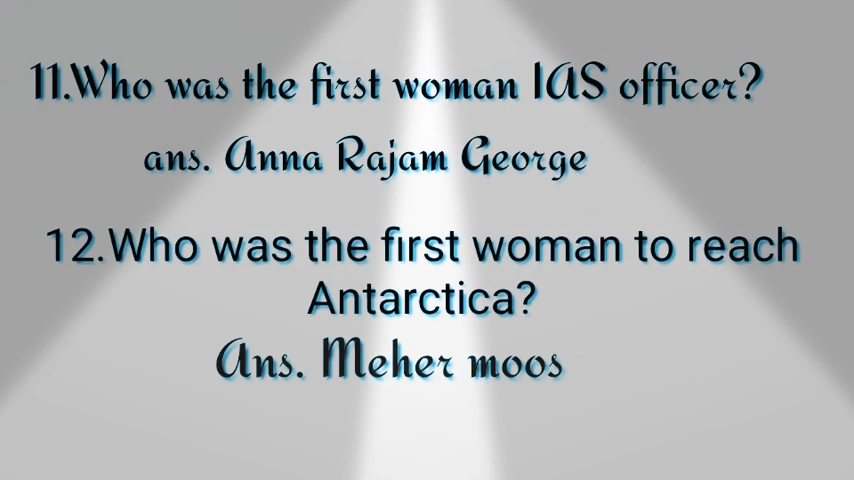 11.Who was the first woman IAS officer?
ans. Anna Rajam George
12.Who was the first woman to reach
Antarctica?
Ans. Meher moos